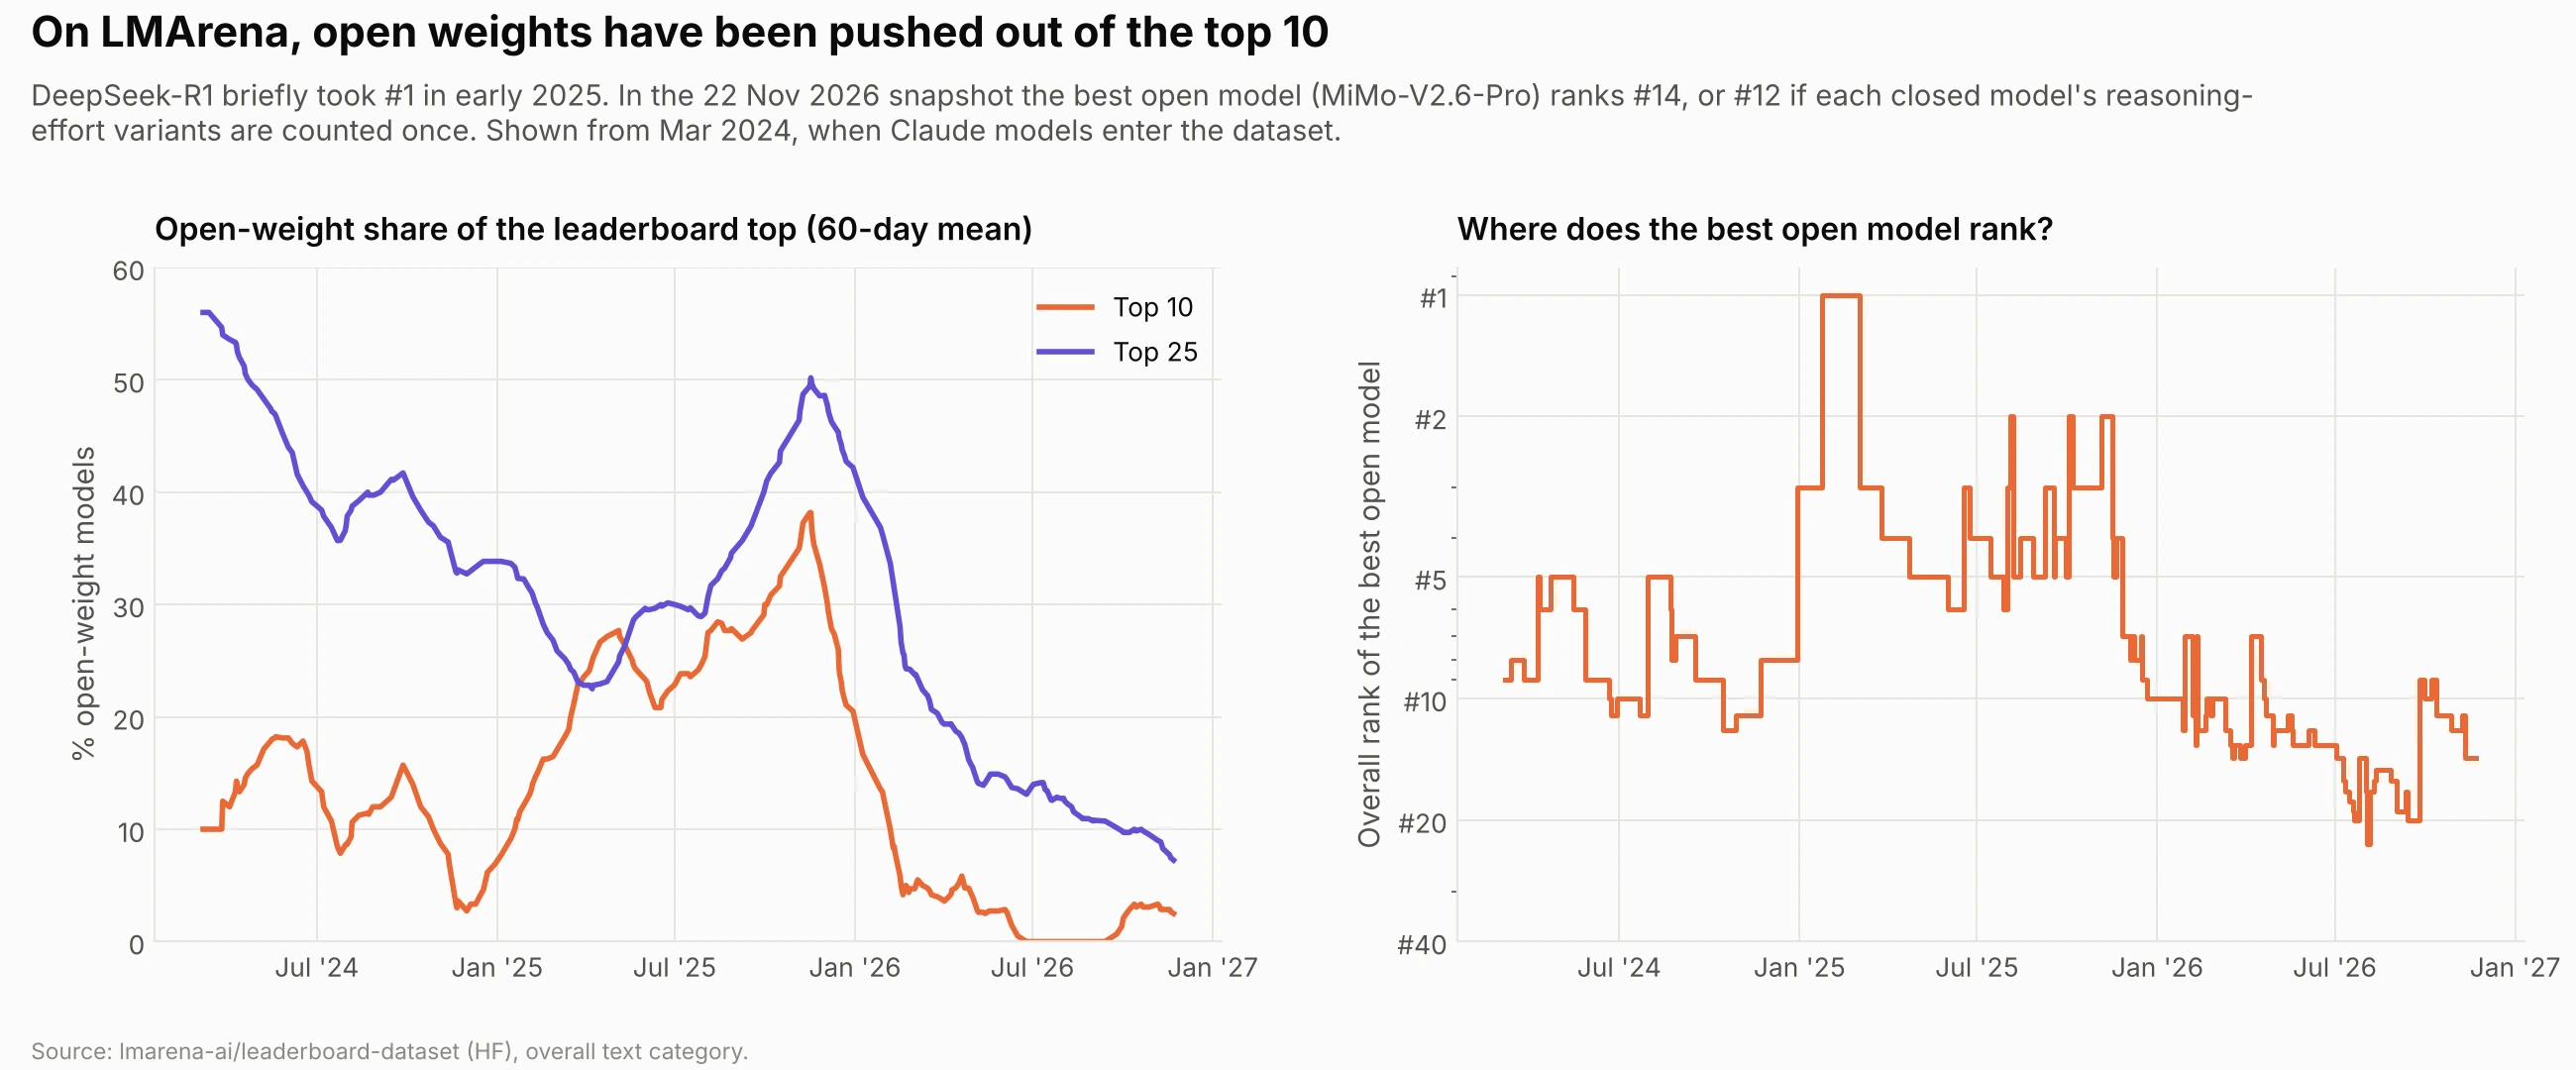 On LMArena, open weights have been pushed out of the top 10
DeepSeek-R1 briefly took #1 in early 2025. In the 22 Nov 2026 snapshot the best open model (MiMo-V2.6-Pro) ranks #14, or #12 if each closed model's reasoning-
effort variants are counted once. Shown from Mar 2024, when Claude models enter the dataset.
Open-weight share of the leaderboard top (60-day mean)
% open-weight models
60
50
40
30
20
10
0
Top 10
Top 25
Jul '24
Jan '25
Jul '25
Jan '26
Jul '26
Jan '27
Where does the best open model rank?
Overall rank of the best open model
#1
#2
#5
#10
#20
#40
Jul '24
Jan '25
Jul '25
Jan '26
Jul '26
Jan '27
Source: lmarena-ai/leaderboard-dataset (HF), overall text category.